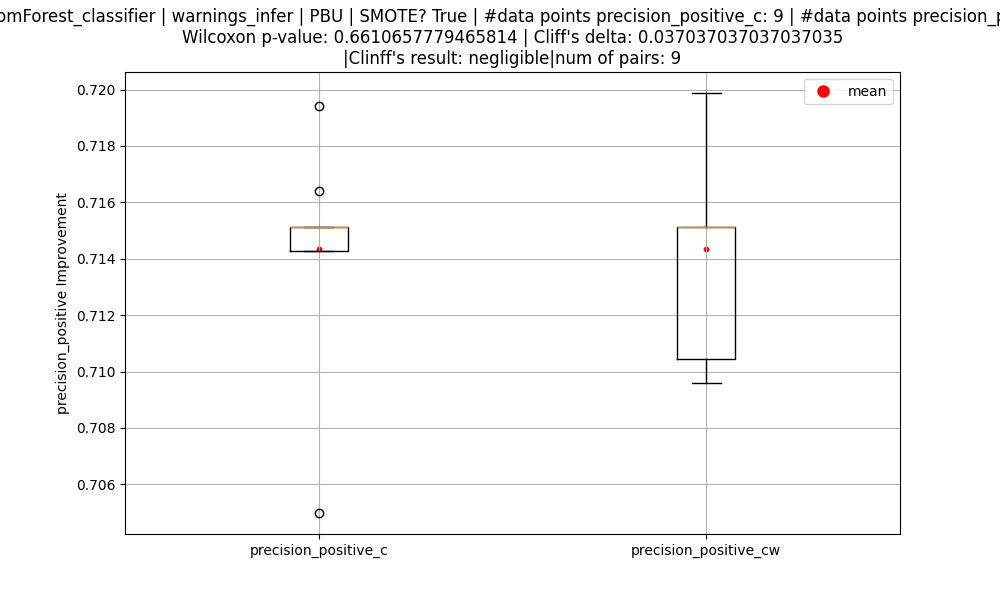 omForest_classifier | warnings_infer | PBU | SMOTE? True | #data points precision_positive_c: 9 | #data points precision_p
Wilcoxon p-value: 0.6610657779465814 | Cliff's delta: 0.037037037037037035
|Clinff's result: negligible|num of pairs: 9
mean
0.720
0.718
0.716
0.714
0.712
0.710
0.708
0.706
precision_positive Improvement
precision_positive_c
precision_positive_cw